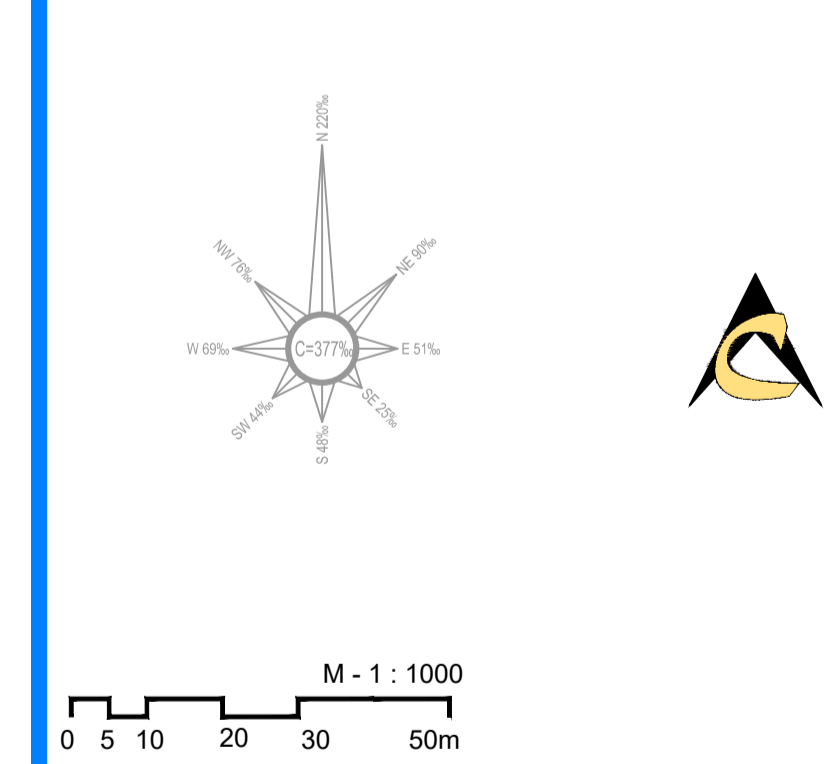 N 220‰
NW 76‰
NE 90‰
W 69‰
C=377‰
E 51‰
SW 44‰
SE 25‰
S 48‰
M - 1 : 1000
0 5 10 20 30 50m